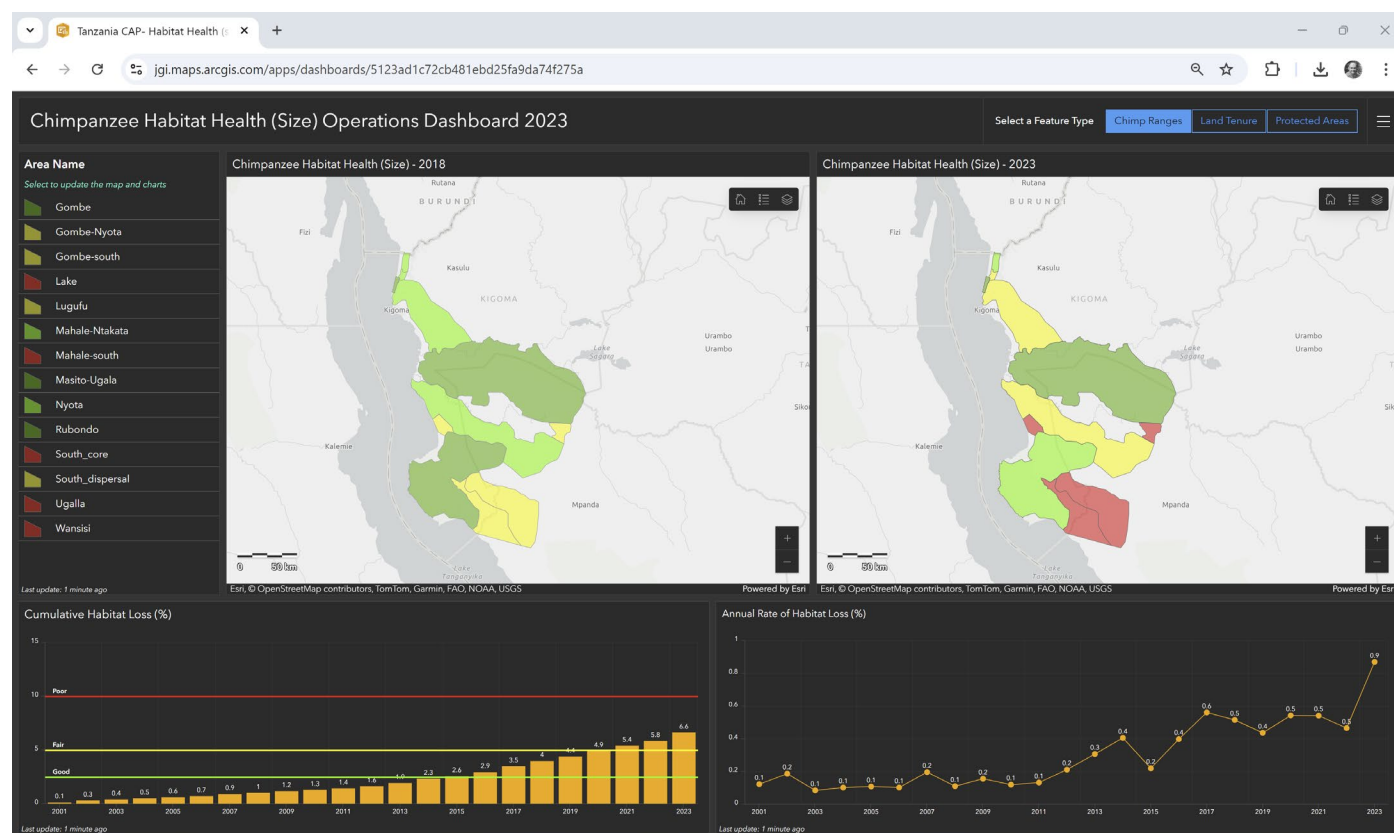 Tanzania CAP- Habitat Health (s
jgi.maps.arcgis.com/apps/dashboards/5123ad1c72cb481ebd25fa9da74f275a
Chimpanzee Habitat Health (Size) Operations Dashboard 2023
Select a Feature Type
Chimp Ranges
Land Tenure
Protected Areas
Area Name
Select to update the map and charts
Gombe
Gombe-Nyota
Gombe-south
Lake
Lugufu
Mahale-Ntakata
Mahale-south
Masito-Ugala
Nyota
Rubondo
South_core
South_dispersal
Ugalla
Wansisi
Last update: 1 minute ago
Chimpanzee Habitat Health (Size) - 2018
Rutana
BURUNDI
Fizi
Kasulu
KIGOMA
Kigoma
Urambo
Urambo
Lake
Sagara
T
TA
Sikon
Kalemie
Mpanda
Lake
Tanganyika
0 50 km
Esri, © OpenStreetMap contributors, TomTom, Garmin, FAO, NOAA, USGS
Powered by Esri
Chimpanzee Habitat Health (Size) - 2023
Rutana
BURUNDI
Fizi
Kasulu
KIGOMA
Kigoma
Urambo
Urambo
Lake
Sagara
T
Sik
Kalemie
Mpanda
Lake
Tanganyika
0 50 km
Esri, © OpenStreetMap contributors, TomTom, Garmin, FAO, NOAA, USGS
Powered by Esri
Cumulative Habitat Loss (%)
15
10
5
0
Poor
Fair
Good
0.1 0.3 0.4 0.5 0.6 0.7 0.9 1 1.2 1.3 1.4 1.6 1.9 2.3 2.6 2.9 3.5 4 4.4 4.9 5.4 5.8 6.6
2001 2003 2005 2007 2009 2011 2013 2015 2017 2019 2021 2023
Last update: 1 minute ago
Annual Rate of Habitat Loss (%)
1
0.8
0.6
0.4
0.2
0
0.1 0.2 0.1 0.1 0.1 0.1 0.2 0.1 0.2 0.1 0.1 0.2 0.3 0.4 0.2 0.4 0.6 0.5 0.4 0.5 0.5 0.5 0.9
2001 2003 2005 2007 2009 2011 2013 2015 2017 2019 2021 2023
Last update: 1 minute ago